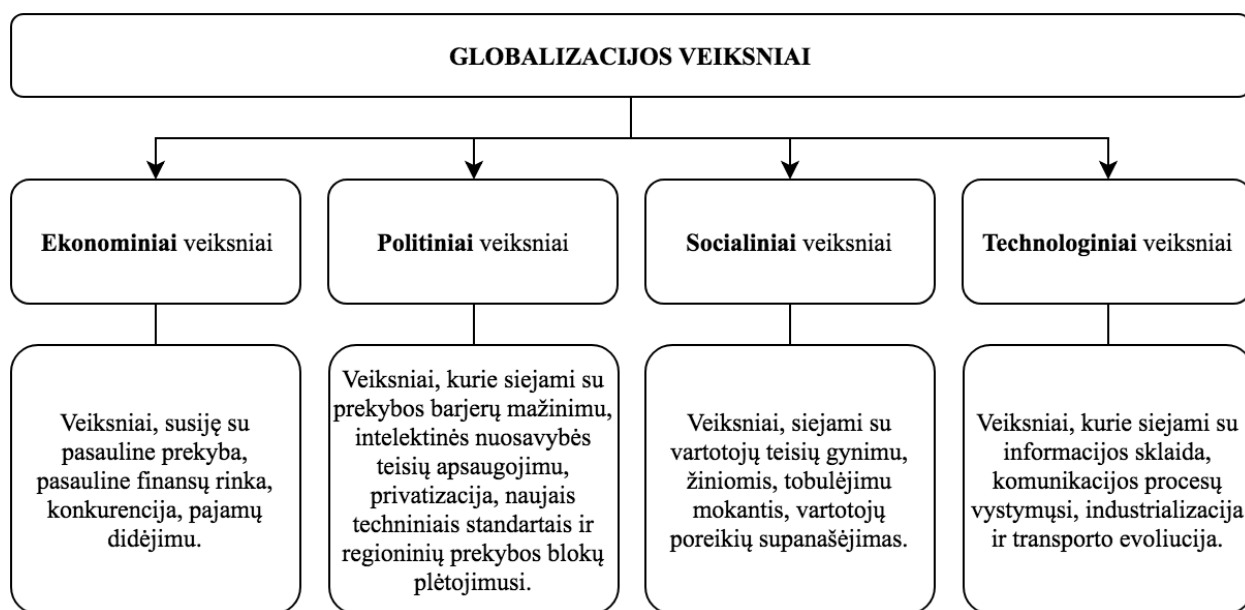 GLOBALIZACIJOS VEIKSNIAI
Ekonominiai veiksniai
Politiniai veiksniai
Socialiniai veiksniai
Technologiniai veiksniai
Veiksniai, susiję su
pasauline prekyba,
pasauline finansų rinka,
konkurencija, pajamų
didėjimu.
Veiksniai, kurie siejami su
prekybos barjerų mažinimu,
intelektinės nuosavybės
teisių apsaugojimu,
privatizacija, naujais
techniniais standartais ir
regioninių prekybos blokų
plėtojimusi.
Veiksniai, siejami su
vartotojų teisių gynimu,
žiniomis, tobulėjimu
mokantis, vartotojų
poreikių supanašėjimas.
Veiksniai, kurie siejami su
informacijos sklaida,
komunikacijos procesų
vystymųsi, industrializacija
ir transporto evoliucija.